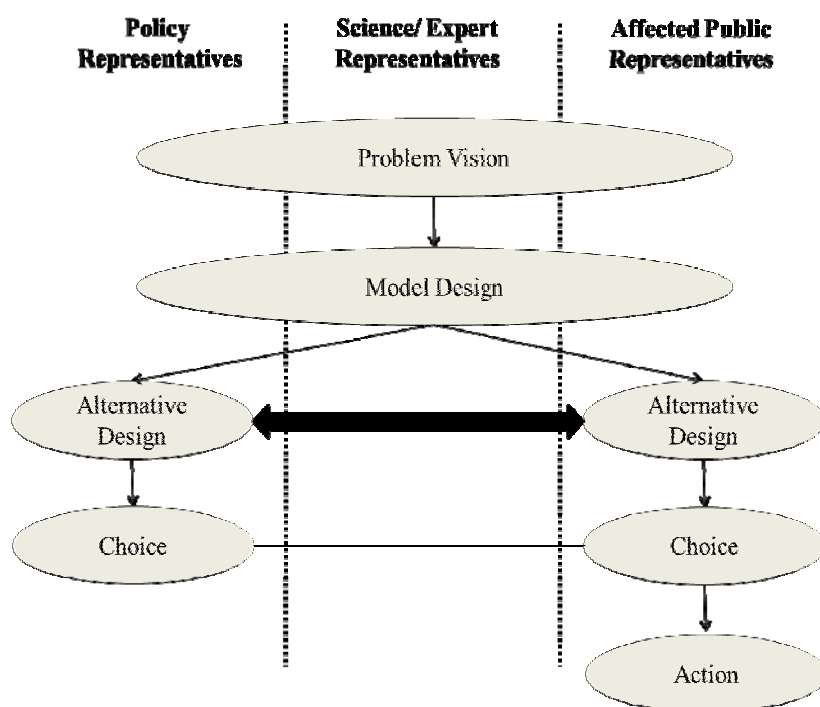 Policy
Representatives
Science/ Expert
Representatives
Affected Public
Representatives
Problem Vision
Model Design
Alternative
Design
Alternative
Design
Choice
Choice
Action